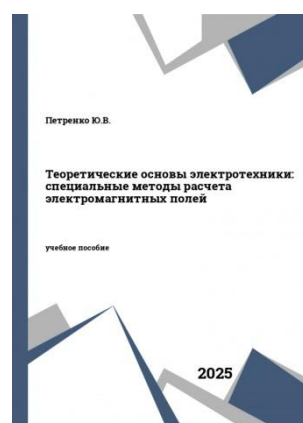 Петренко Ю.В.
Теоретические основы электротехники:
специальные методы расчета
электромагнитных полей
учебное пособие
2025